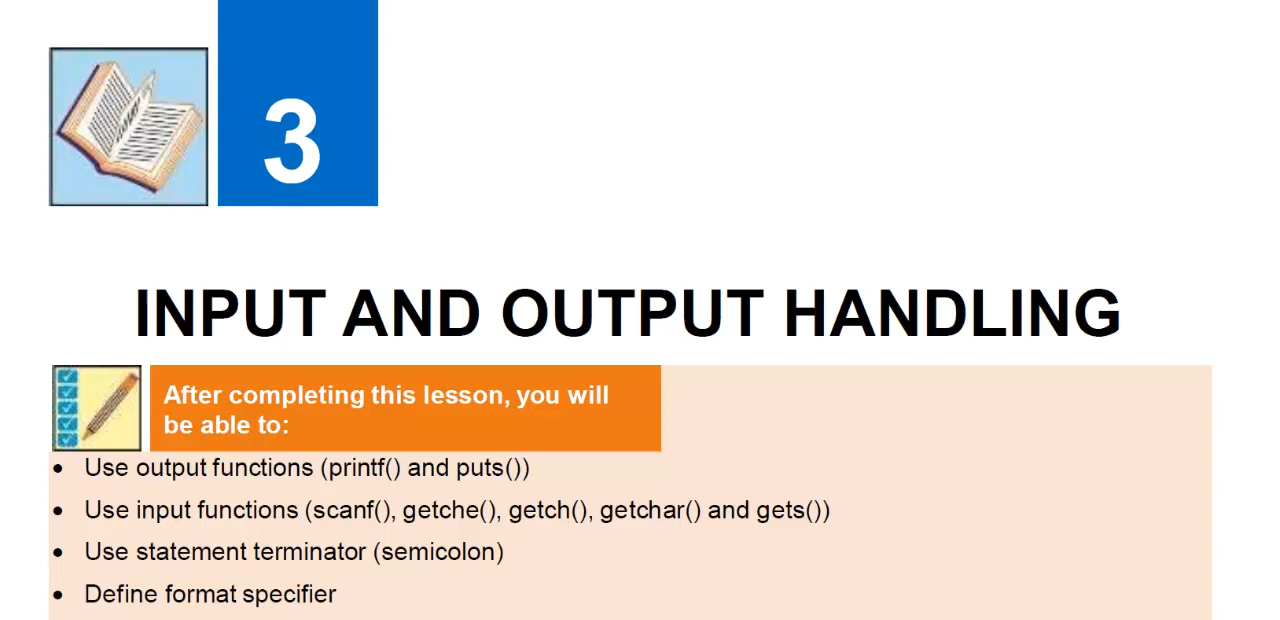 3
INPUT AND OUTPUT HANDLING
After completing this lesson, you will
be able to:
• Use output functions (printf() and puts())
• Use input functions (scanf(), getche(), getch(), getchar() and gets())
• Use statement terminator (semicolon)
• Define format specifier